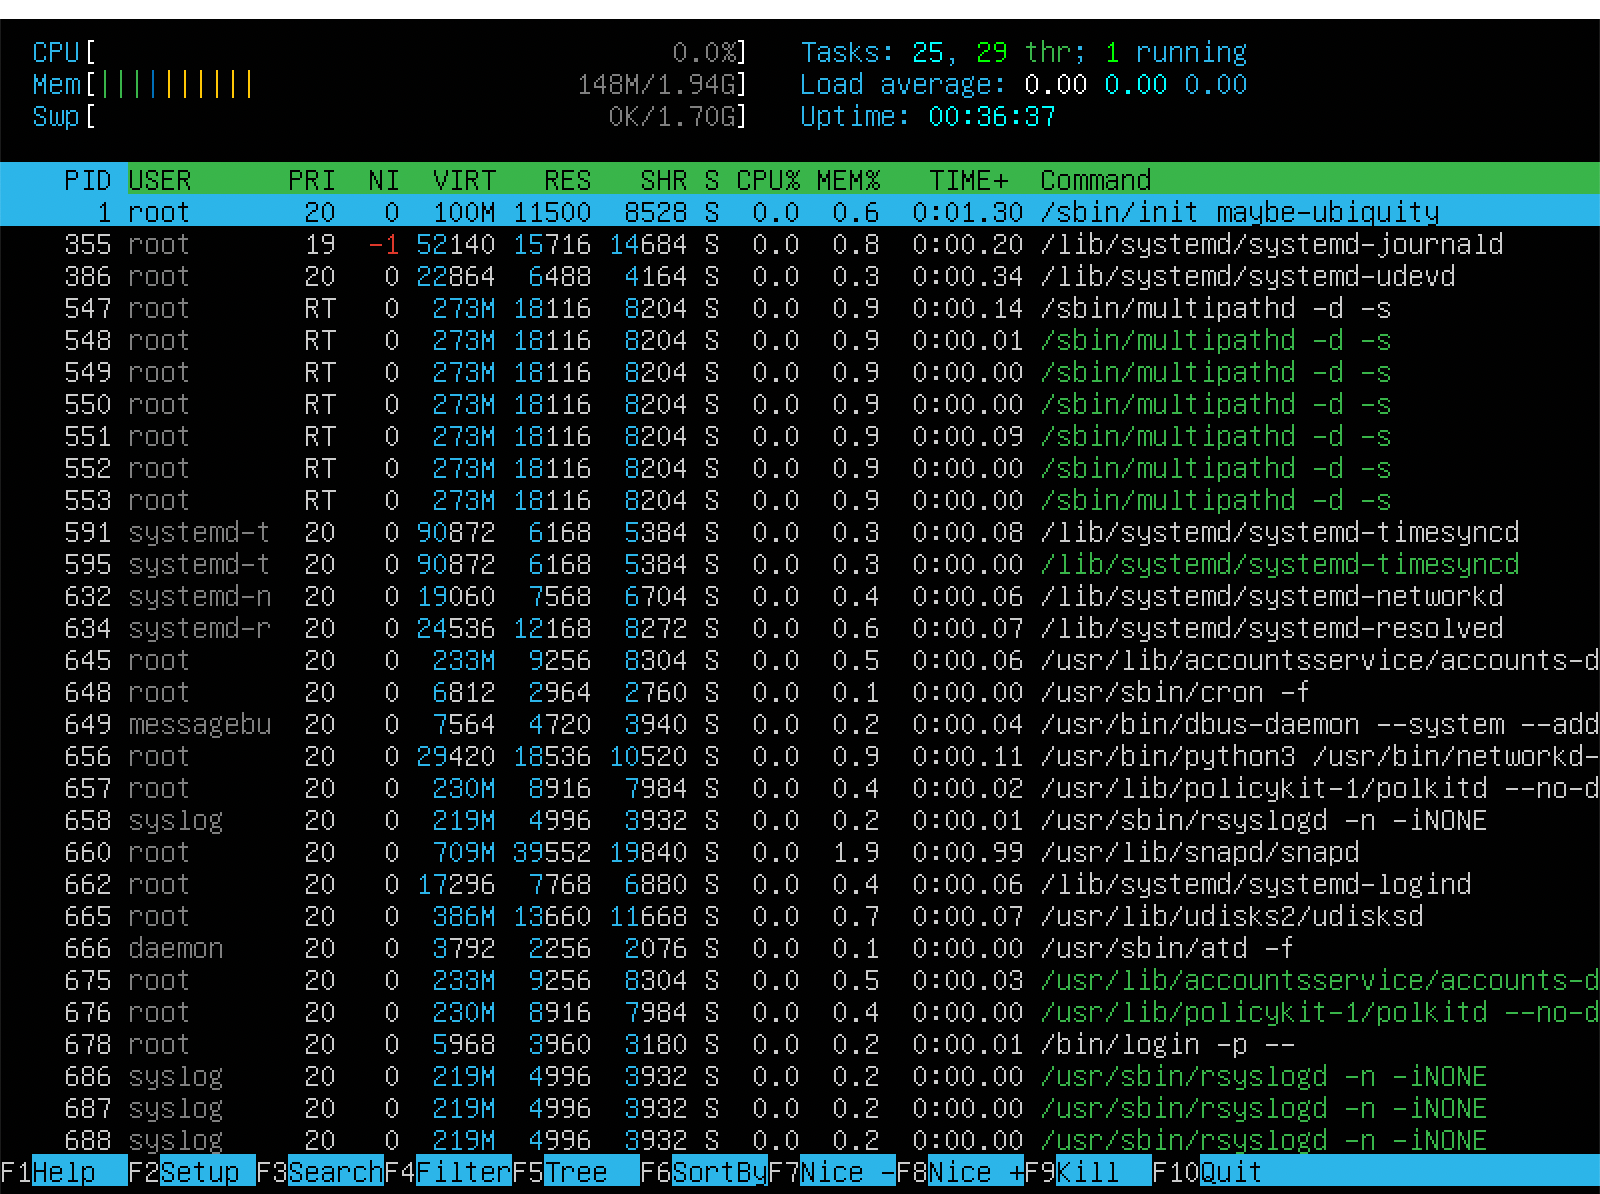 CPU[ 0.0%] Tasks: 25, 29 thr; 1 running
Mem[|||||||||| 148M/1.94G] Load average: 0.00 0.00 0.00
Swp[ 0K/1.70G] Uptime: 00:36:37
PID USER PRI NI VIRT RES SHR S CPU% MEM% TIME+ Command
1 root 20 0 100M 11500 8528 S 0.0 0.6 0:01.30 /sbin/init maybe-ubiquity
355 root 19 -1 52140 15716 14684 S 0.0 0.8 0:00.20 /lib/systemd/systemd-journald
386 root 20 0 22864 6488 4164 S 0.0 0.3 0:00.34 /lib/systemd/systemd-udevd
547 root RT 0 273M 18116 8204 S 0.0 0.9 0:00.14 /sbin/multipathd -d -s
548 root RT 0 273M 18116 8204 S 0.0 0.9 0:00.01 /sbin/multipathd -d -s
549 root RT 0 273M 18116 8204 S 0.0 0.9 0:00.00 /sbin/multipathd -d -s
550 root RT 0 273M 18116 8204 S 0.0 0.9 0:00.00 /sbin/multipathd -d -s
551 root RT 0 273M 18116 8204 S 0.0 0.9 0:00.09 /sbin/multipathd -d -s
552 root RT 0 273M 18116 8204 S 0.0 0.9 0:00.00 /sbin/multipathd -d -s
553 root RT 0 273M 18116 8204 S 0.0 0.9 0:00.00 /sbin/multipathd -d -s
591 systemd-t 20 0 90872 6168 5384 S 0.0 0.3 0:00.08 /lib/systemd/systemd-timesyncd
595 systemd-t 20 0 90872 6168 5384 S 0.0 0.3 0:00.00 /lib/systemd/systemd-timesyncd
632 systemd-n 20 0 19060 7568 6704 S 0.0 0.4 0:00.06 /lib/systemd/systemd-networkd
634 systemd-r 20 0 24536 12168 8272 S 0.0 0.6 0:00.07 /lib/systemd/systemd-resolved
645 root 20 0 233M 9256 8304 S 0.0 0.5 0:00.06 /usr/lib/accountsservice/accounts-d
648 root 20 0 6812 2964 2760 S 0.0 0.1 0:00.00 /usr/sbin/cron -f
649 messagebu 20 0 7564 4720 3940 S 0.0 0.2 0:00.04 /usr/bin/dbus-daemon --system --add
656 root 20 0 29420 18536 10520 S 0.0 0.9 0:00.11 /usr/bin/python3 /usr/bin/networkd-
657 root 20 0 230M 8916 7984 S 0.0 0.4 0:00.02 /usr/lib/policykit-1/polkitd --no-d
658 syslog 20 0 219M 4996 3932 S 0.0 0.2 0:00.01 /usr/sbin/rsyslogd -n -iNONE
660 root 20 0 709M 39552 19840 S 0.0 1.9 0:00.99 /usr/lib/snapd/snapd
662 root 20 0 17296 7768 6880 S 0.0 0.4 0:00.06 /lib/systemd/systemd-logind
665 root 20 0 386M 13660 11668 S 0.0 0.7 0:00.07 /usr/lib/udisks2/udisksd
666 daemon 20 0 3792 2256 2076 S 0.0 0.1 0:00.00 /usr/sbin/atd -f
675 root 20 0 233M 9256 8304 S 0.0 0.5 0:00.03 /usr/lib/accountsservice/accounts-d
676 root 20 0 230M 8916 7984 S 0.0 0.4 0:00.00 /usr/lib/policykit-1/polkitd --no-d
678 root 20 0 5968 3960 3180 S 0.0 0.2 0:00.01 /bin/login -p --
686 syslog 20 0 219M 4996 3932 S 0.0 0.2 0:00.00 /usr/sbin/rsyslogd -n -iNONE
687 syslog 20 0 219M 4996 3932 S 0.0 0.2 0:00.00 /usr/sbin/rsyslogd -n -iNONE
688 syslog 20 0 219M 4996 3932 S 0.0 0.2 0:00.00 /usr/sbin/rsyslogd -n -iNONE
F1Help F2Setup F3SearchF4FilterF5Tree F6SortByF7Nice -F8Nice +F9Kill F10Quit